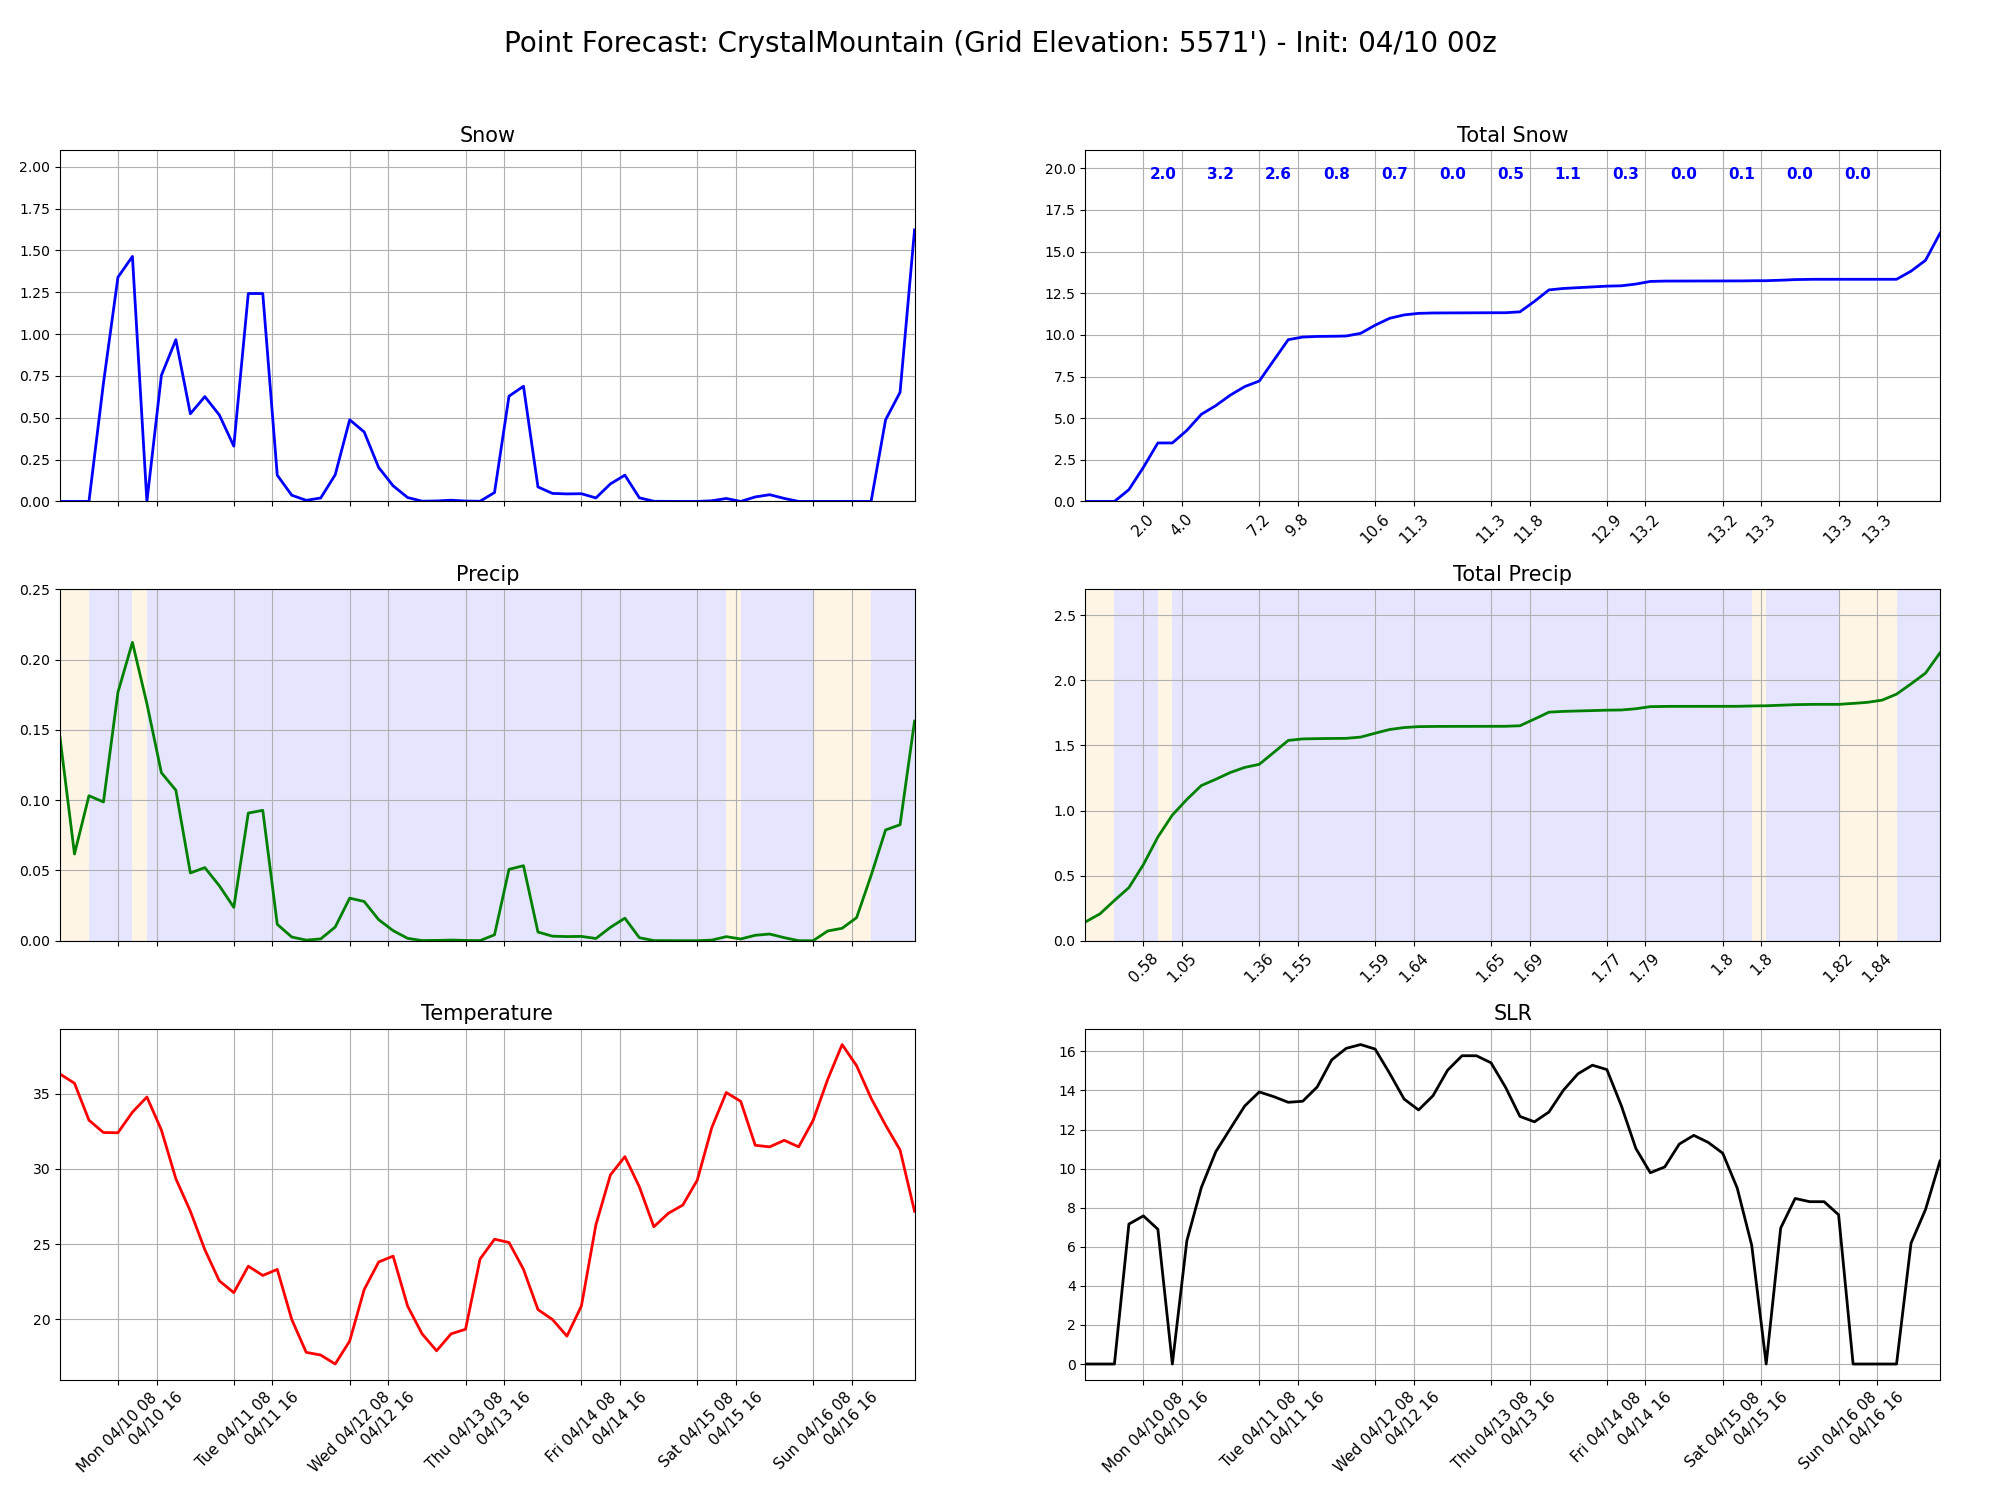 Point Forecast: CrystalMountain (Grid Elevation: 5571') - Init: 04/10 00z
Snow
2.00
1.75
1.50
1.25
1.00
0.75
0.50
0.25
0.00
Total Snow
20.0
17.5
15.0
12.5
10.0
7.5
5.0
2.5
0.0
2.0 3.2 2.6 0.8 0.7 0.0 0.5 1.1 0.3 0.0 0.1 0.0 0.0
2.0 4.0 7.2 9.8 10.6 11.3 11.3 11.8 12.9 13.2 13.2 13.3 13.3 13.3
Precip
0.25
0.20
0.15
0.10
0.05
0.00
Total Precip
2.5
2.0
1.5
1.0
0.5
0.0
0.58 1.05 1.36 1.55 1.59 1.64 1.65 1.69 1.77 1.79 1.8 1.8 1.82 1.84
Temperature
35
30
25
20
Mon 04/10 08
04/10 16
Tue 04/11 08
04/11 16
Wed 04/12 08
04/12 16
Thu 04/13 08
04/13 16
Fri 04/14 08
04/14 16
Sat 04/15 08
04/15 16
Sun 04/16 08
04/16 16
SLR
16
14
12
10
8
6
4
2
0
Mon 04/10 08
04/10 16
Tue 04/11 08
04/11 16
Wed 04/12 08
04/12 16
Thu 04/13 08
04/13 16
Fri 04/14 08
04/14 16
Sat 04/15 08
04/15 16
Sun 04/16 08
04/16 16